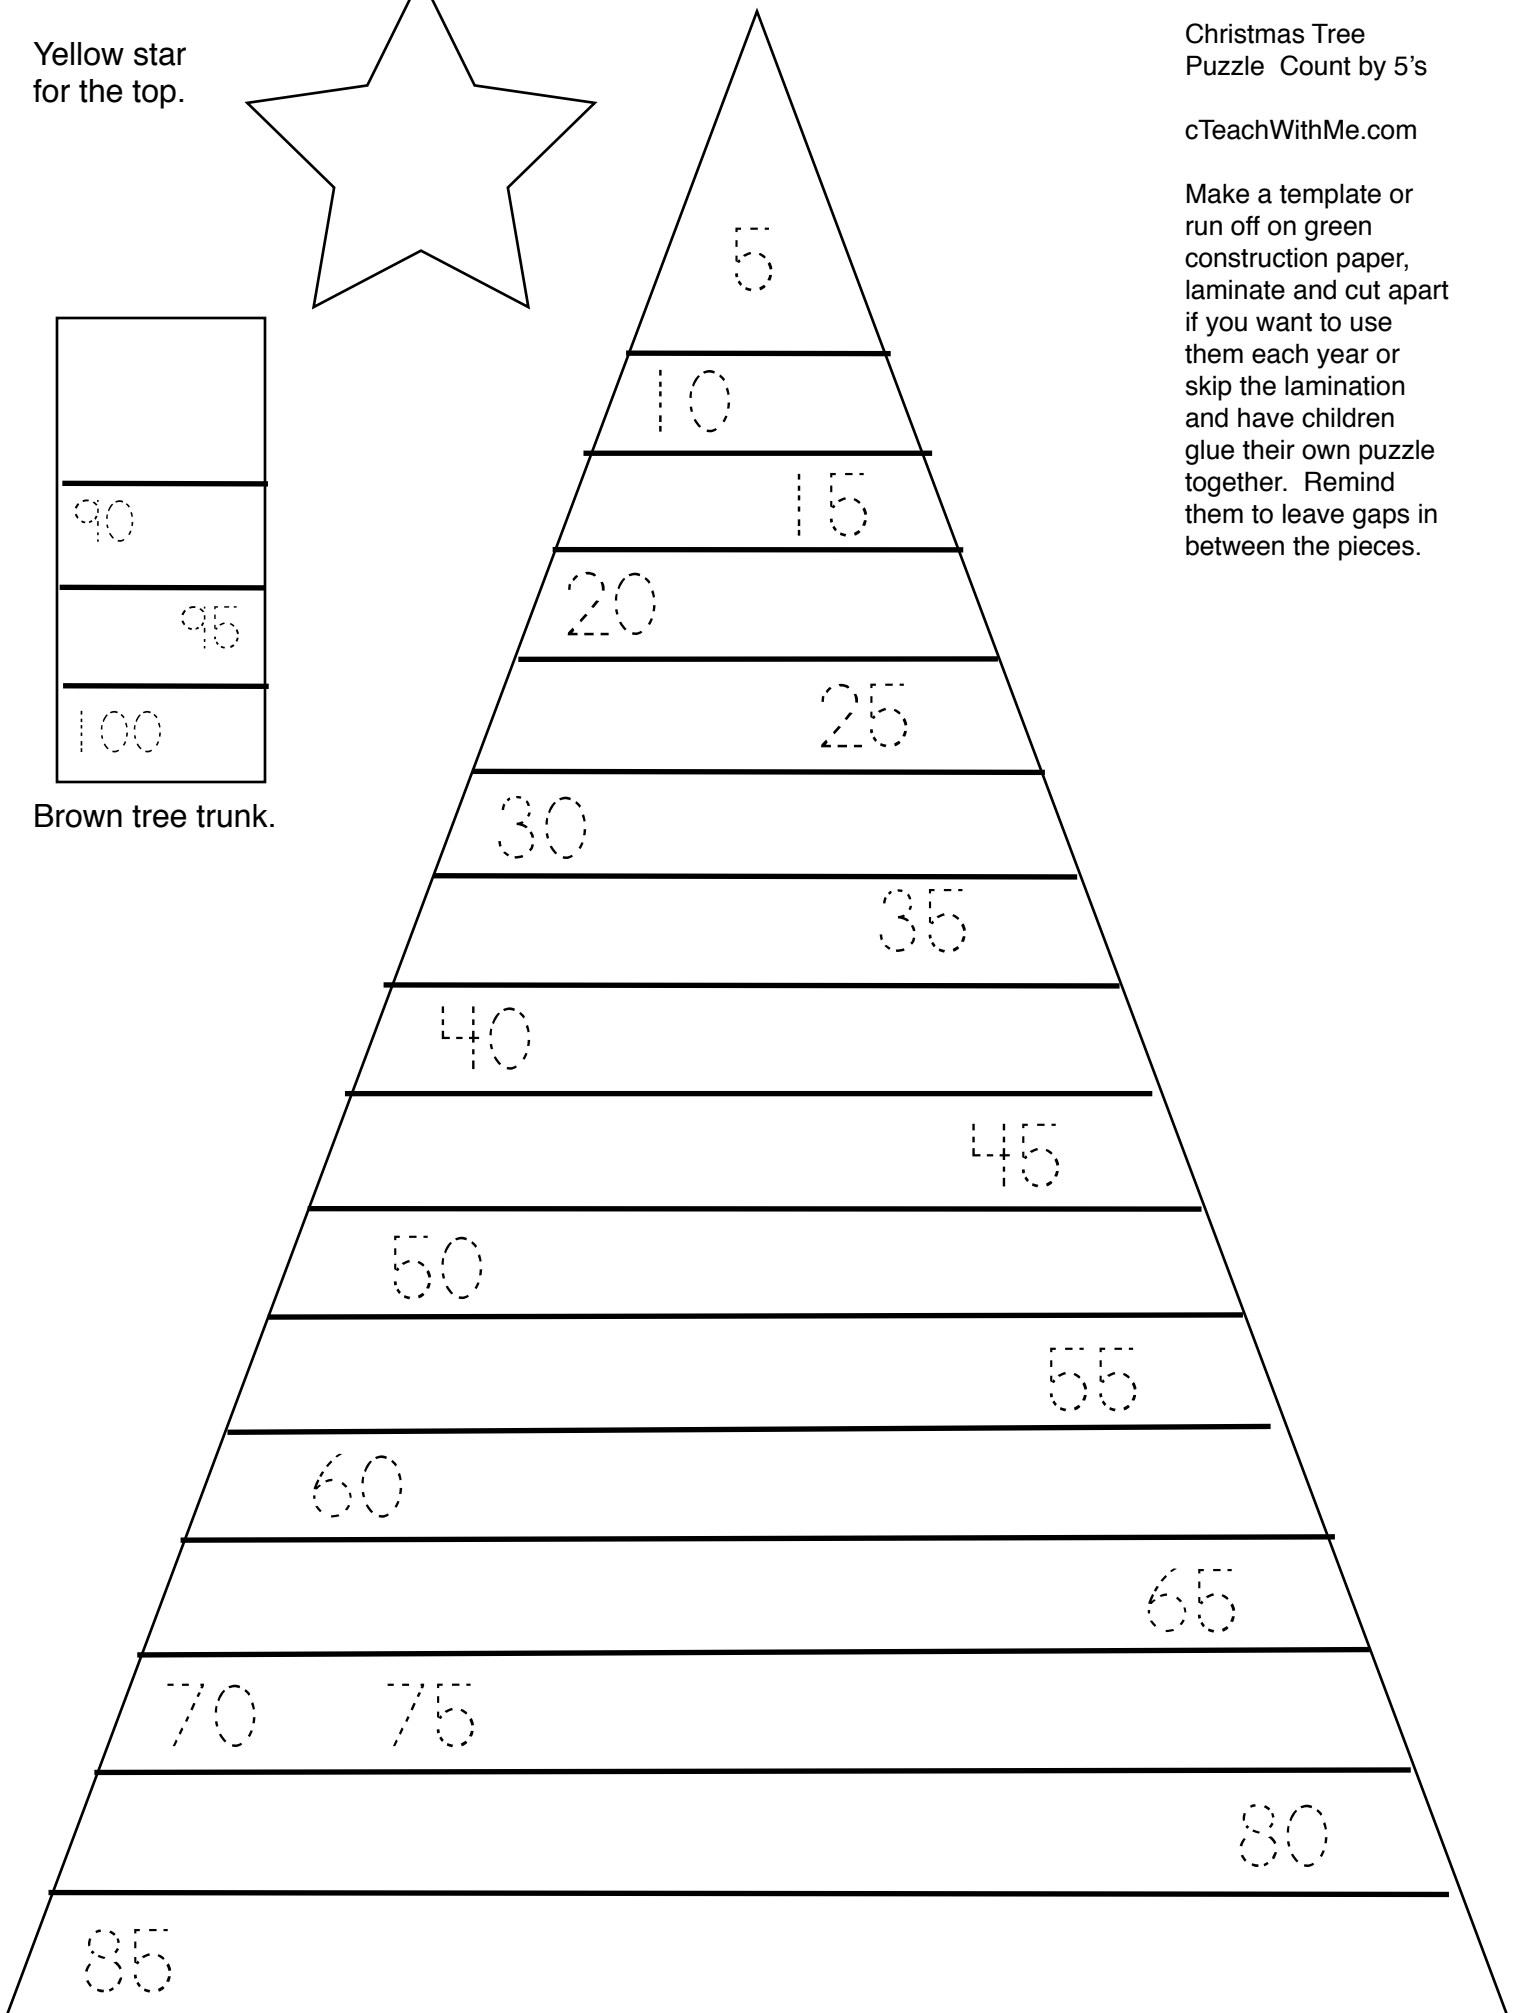 Yellow star
for the top.
Christmas Tree
Puzzle  Count by 5’s
cTeachWithMe.com
Make a template or
run off on green
construction paper,
laminate and cut apart
if you want to use
them each year or
skip the lamination
and have children
glue their own puzzle
together.  Remind
them to leave gaps in
between the pieces.
90
95
100
Brown tree trunk.
5
10
15
20
25
30
35
40
45
50
55
60
65
70 75
80
85